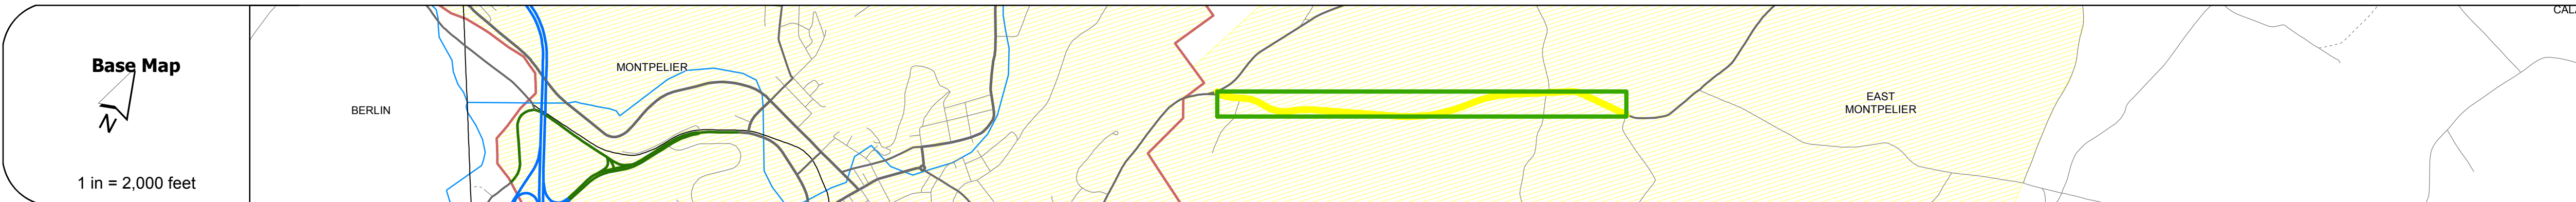 Base Map
N
1 in = 2,000 feet
BERLIN
MONTPELIER
EAST
MONTPELIER